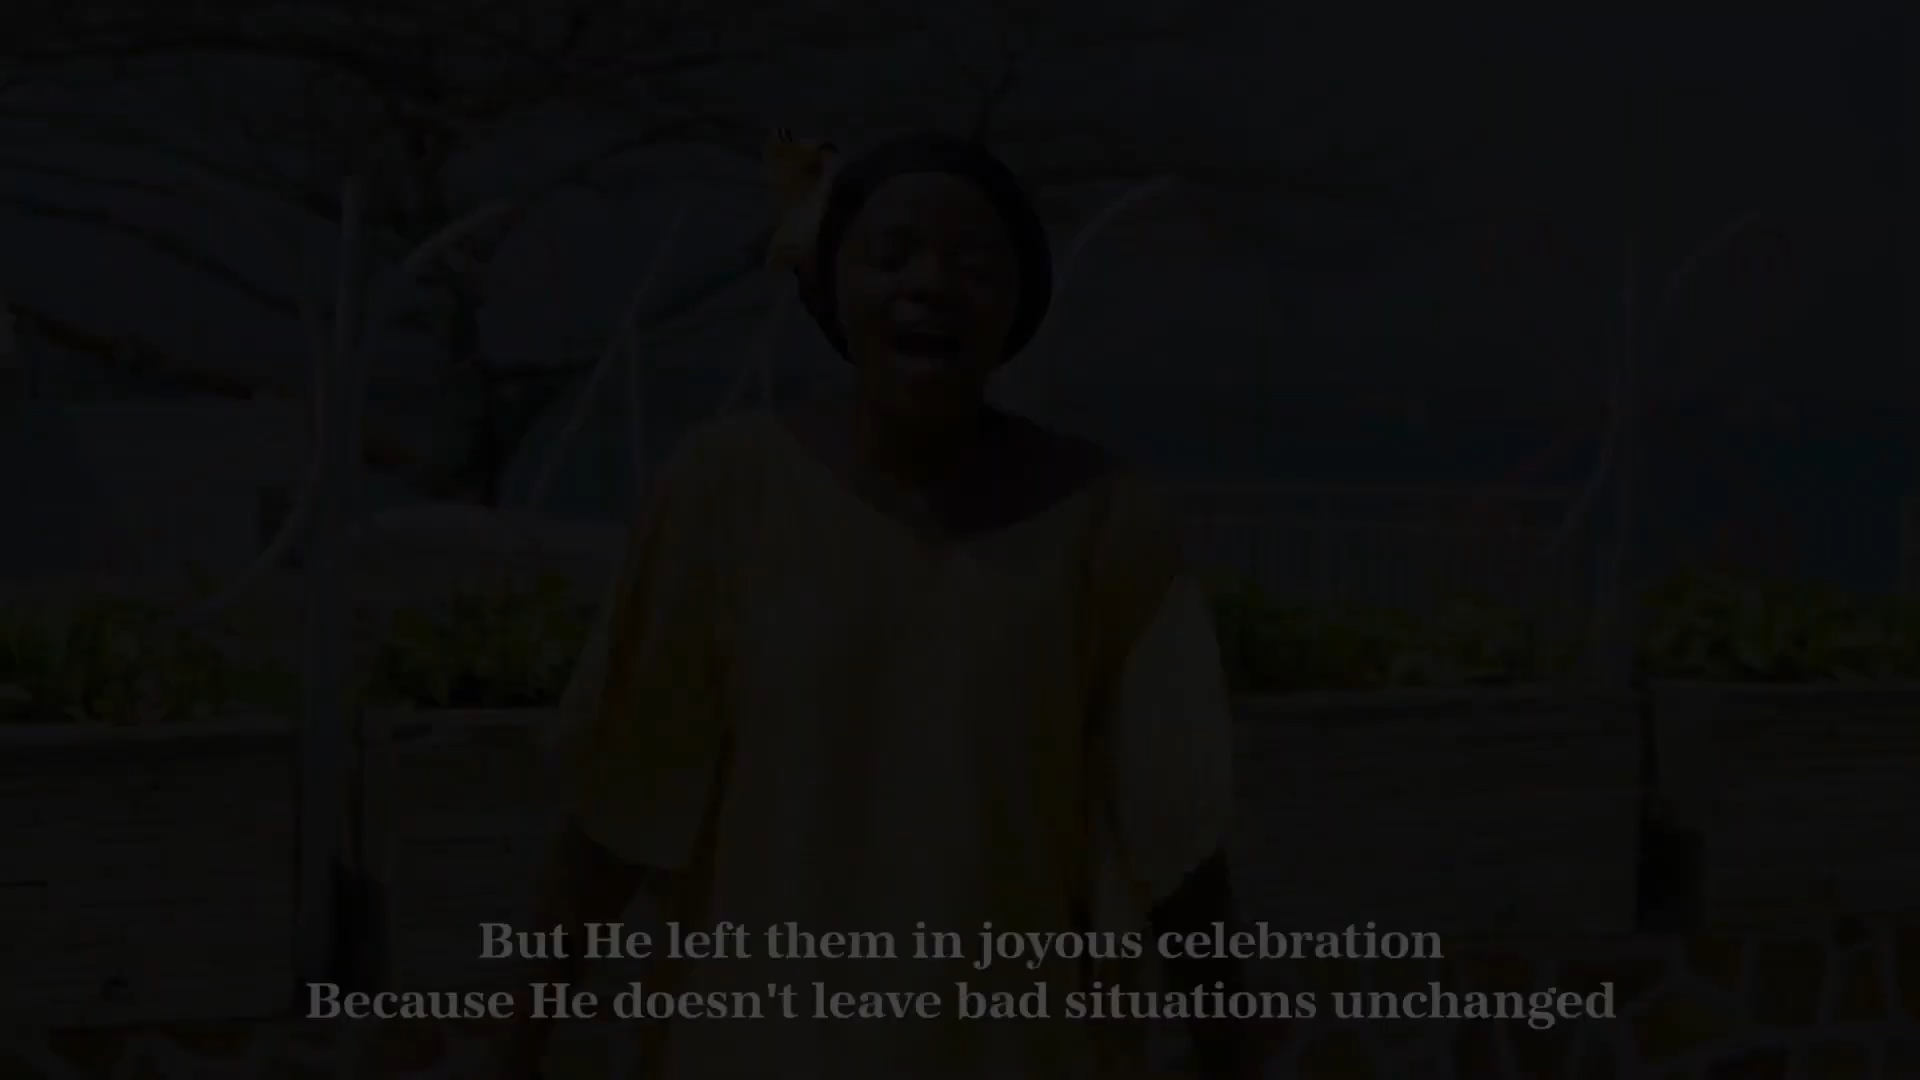 But He left them in joyous celebration
Because He doesn't leave bad situations unchanged